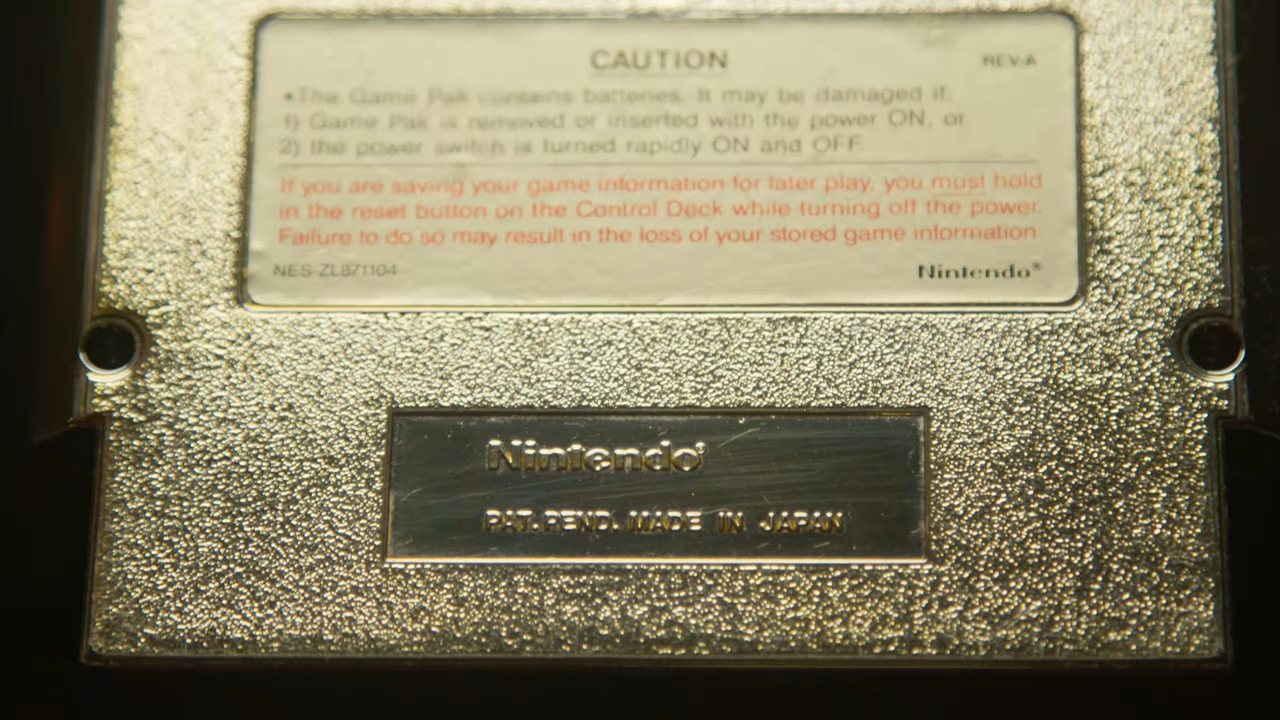 CAUTION
REV-A
•The Game Pak contains batteries. It may be damaged if:
1) Game Pak is removed or inserted with the power ON, or
2) the power switch is turned rapidly ON and OFF.
If you are saving your game information for later play, you must hold
in the reset button on the Control Deck while turning off the power.
Failure to do so may result in the loss of your stored game information
NES-ZL871104
Nintendo®
Nintendo®
PAT.PEND. MADE IN JAPAN